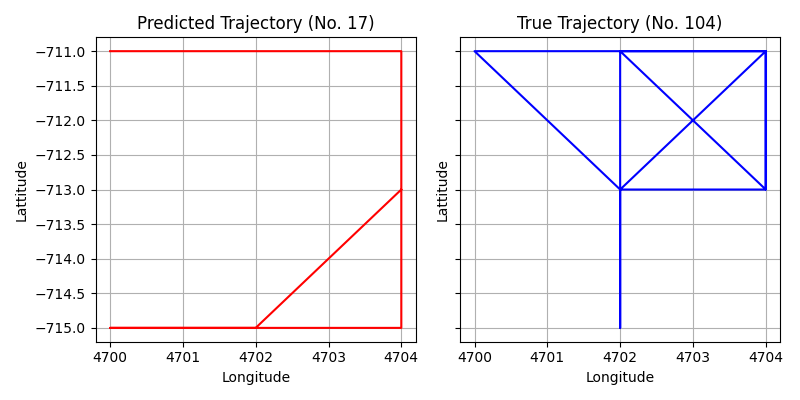 Predicted Trajectory (No. 17)
True Trajectory (No. 104)
Lattitude
−711.0
−711.5
−712.0
−712.5
−713.0
−713.5
−714.0
−714.5
−715.0
4700 4701 4702 4703 4704
Longitude
Lattitude
4700 4701 4702 4703 4704
Longitude